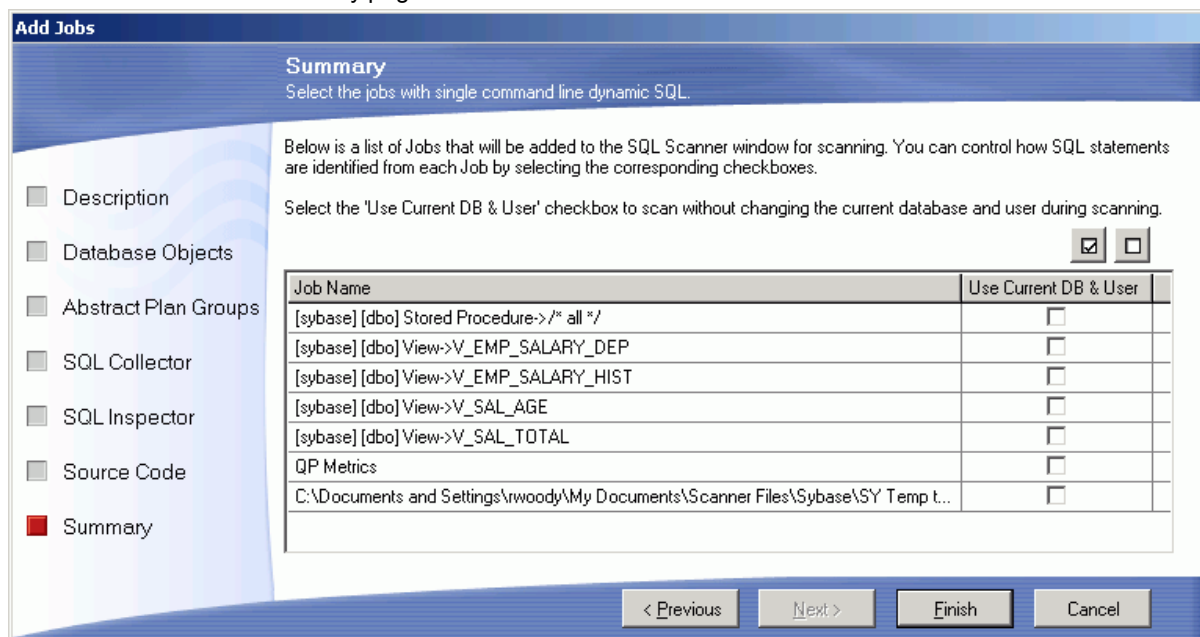 Add Jobs
Summary
Select the jobs with single command line dynamic SQL.
Below is a list of Jobs that will be added to the SQL Scanner window for scanning. You can control how SQL statements
are identified from each Job by selecting the corresponding checkboxes.
Select the 'Use Current DB & User' checkbox to scan without changing the current database and user during scanning.
Description
Database Objects
Abstract Plan Groups
SQL Collector
SQL Inspector
Source Code
Summary
Job Name Use Current DB & User
[sybase] [dbo] Stored Procedure->/* all */
[sybase] [dbo] View->V_EMP_SALARY_DEP
[sybase] [dbo] View->V_EMP_SALARY_HIST
[sybase] [dbo] View->V_SAL_AGE
[sybase] [dbo] View->V_SAL_TOTAL
QP Metrics
C:\Documents and Settings\rwoody\My Documents\Scanner Files\Sybase\SY Temp t...
< Previous Next > Finish Cancel